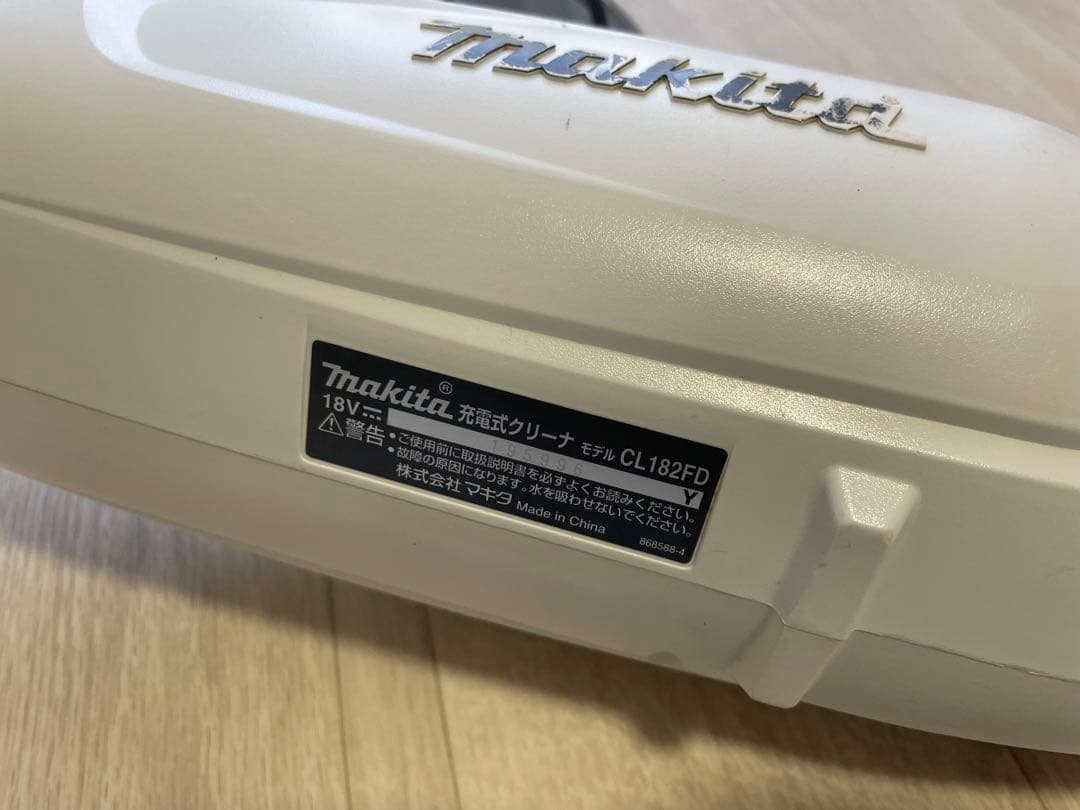 makita
makita® 充電式クリーナ モデル CL182FD
18V⎓ 195996 Y
⚠警告 ・ご使用前に取扱説明書を必ずよくお読みください。
・故障の原因になります。水を吸わせないでください。
株式会社 マキタ Made in China 868588-4